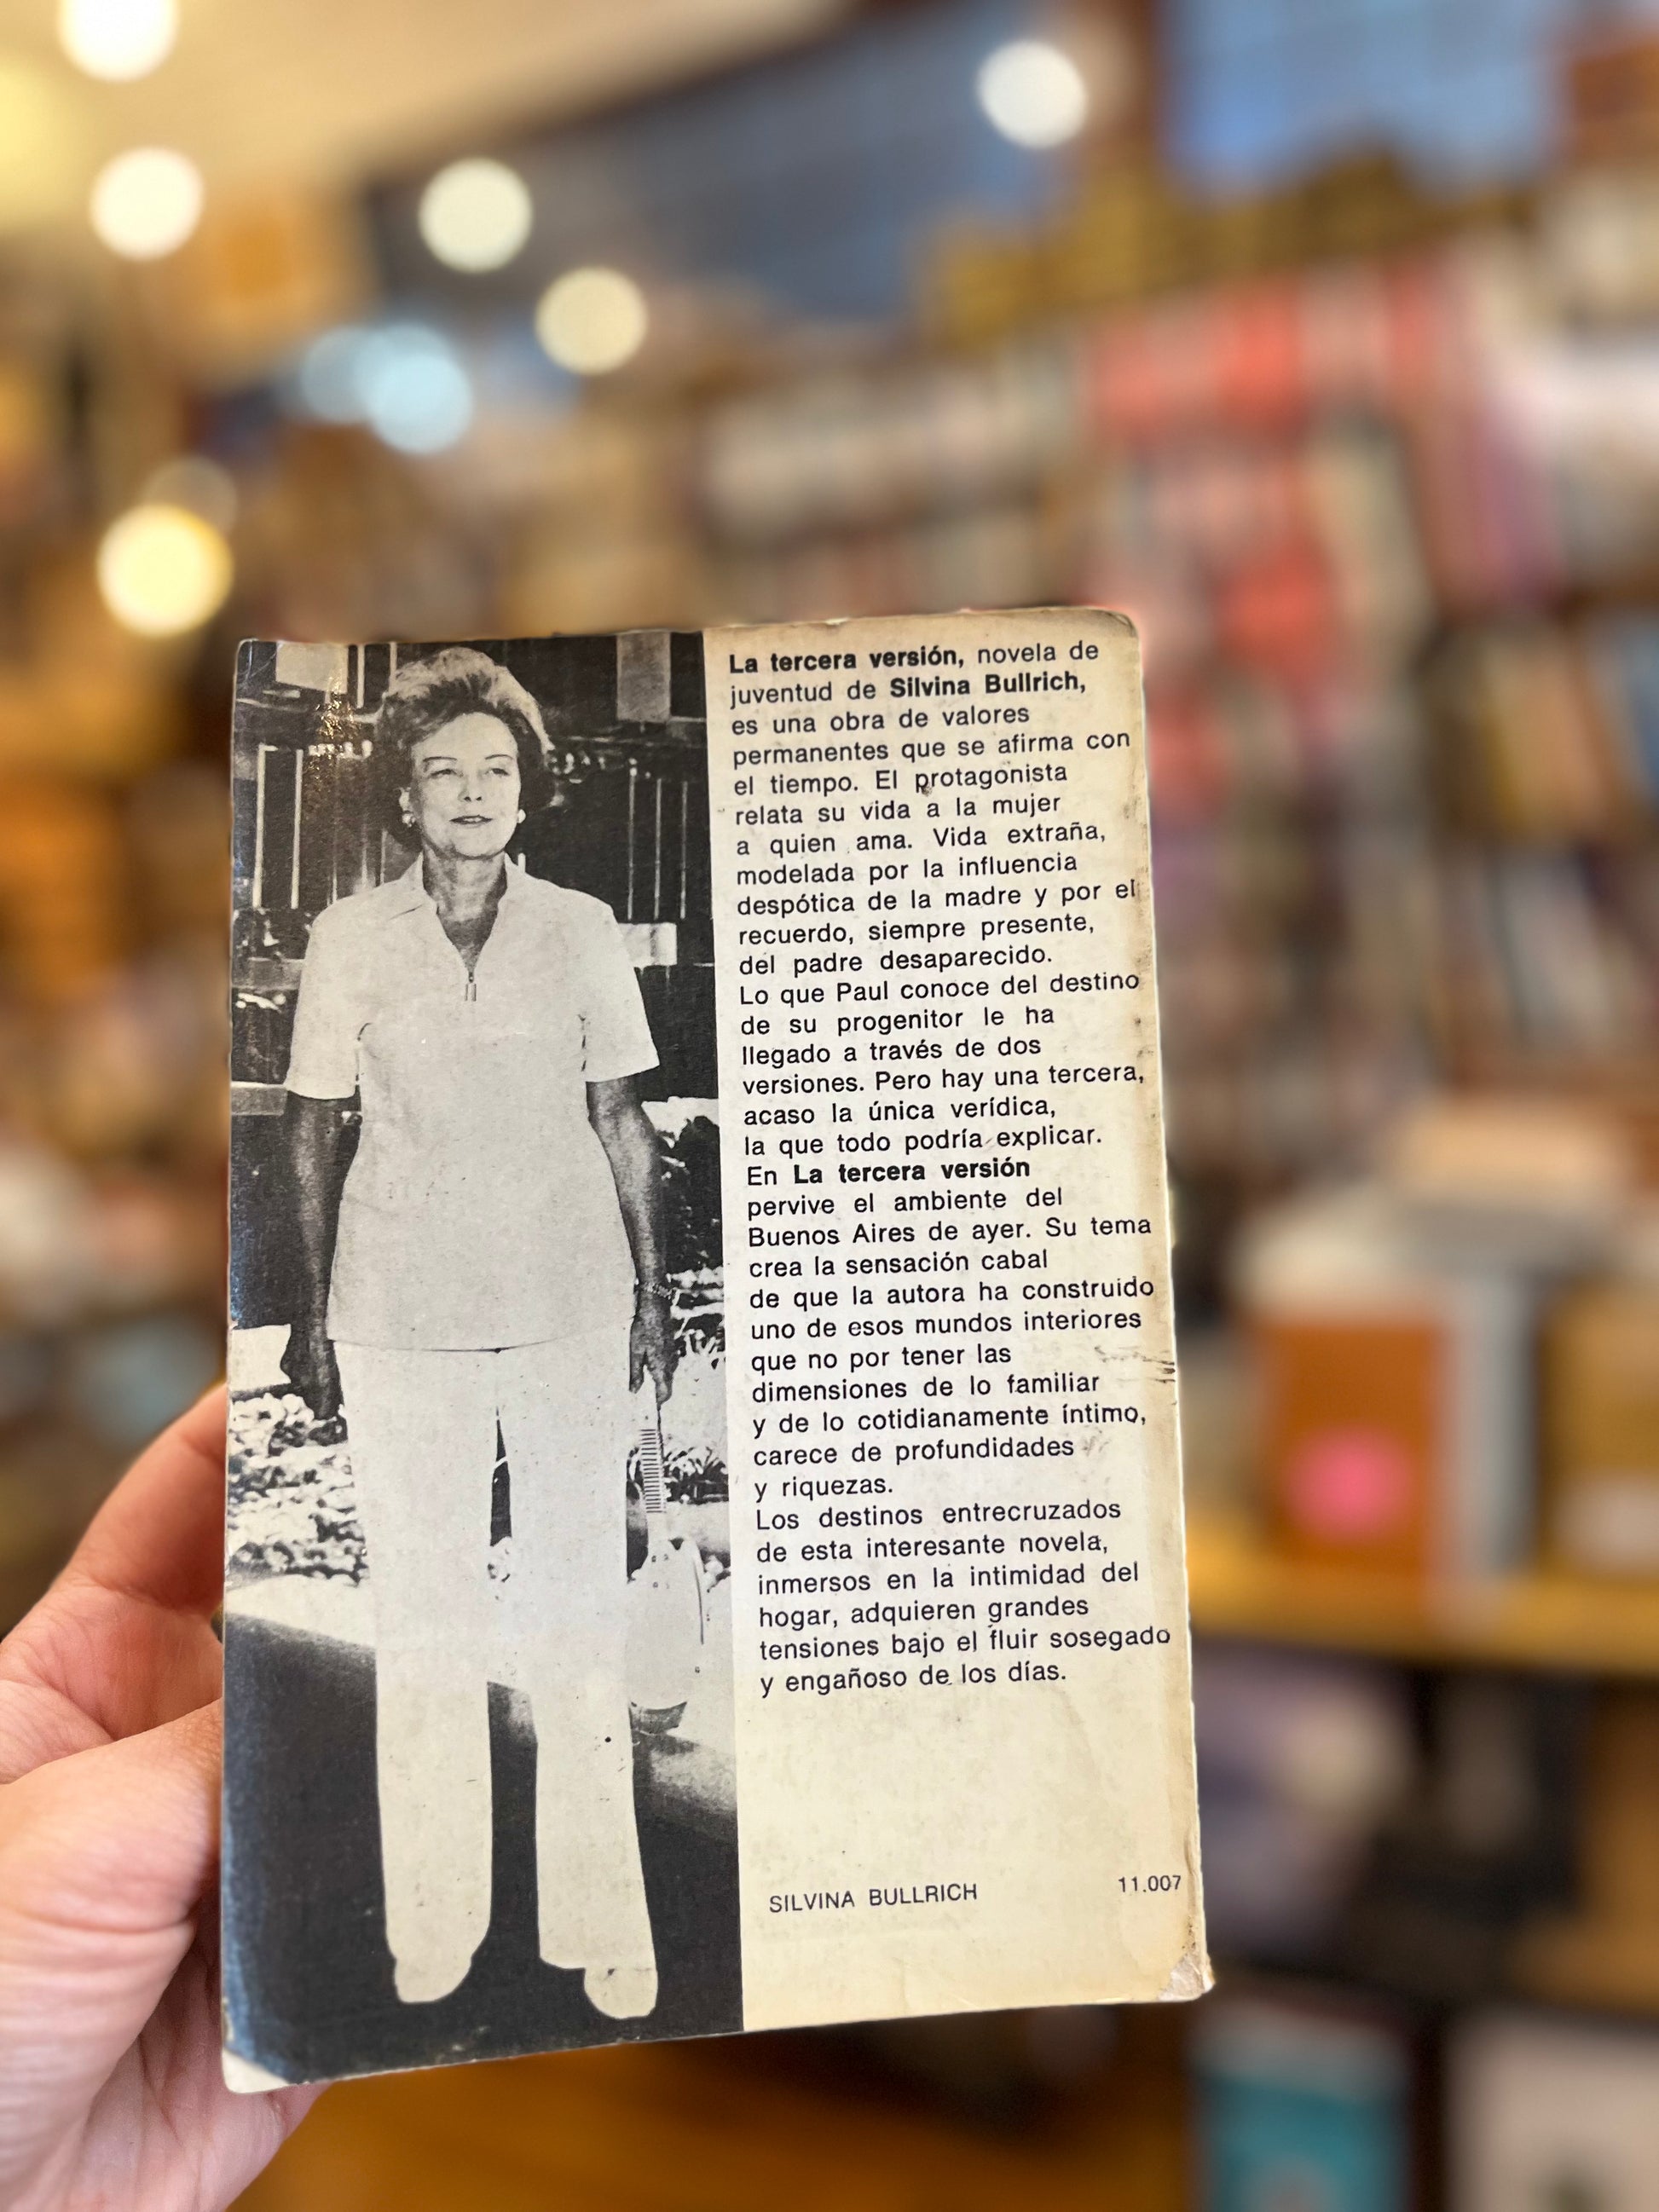 La tercera versión, novela de
juventud de Silvina Bullrich,
es una obra de valores
permanentes que se afirma con
el tiempo. El protagonista
relata su vida a la mujer
a quien ama. Vida extraña,
modelada por la influencia
despótica de la madre y por el
recuerdo, siempre presente,
del padre desaparecido.
Lo que Paul conoce del destino
de su progenitor le ha
llegado a través de dos
versiones. Pero hay una tercera,
acaso la única verídica,
la que todo podría explicar.
En La tercera versión
pervive el ambiente del
Buenos Aires de ayer. Su tema
crea la sensación cabal
de que la autora ha construido
uno de esos mundos interiores
que no por tener las
dimensiones de lo familiar
y de lo cotidianamente íntimo,
carece de profundidades
y riquezas.
Los destinos entrecruzados
de esta interesante novela,
inmersos en la intimidad del
hogar, adquieren grandes
tensiones bajo el fluir sosegado
y engañoso de los días.
SILVINA BULLRICH 11.007